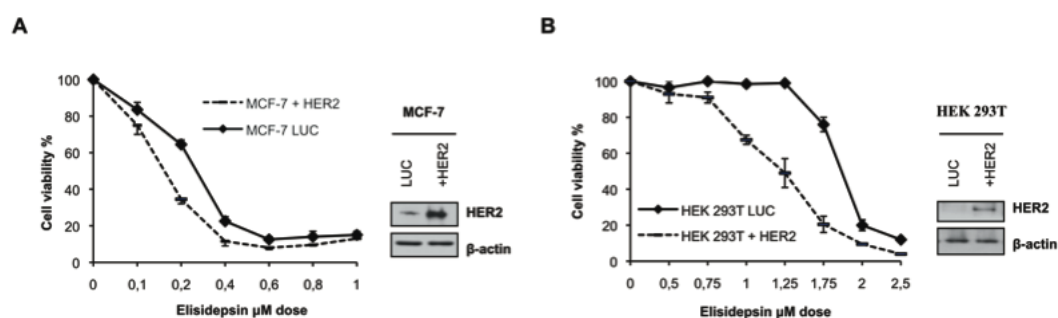 A
Cell viability %
100
80
60
40
20
0
0 0,1 0,2 0,4 0,6 0,8 1
Elisidepsin µM dose
MCF-7 + HER2
MCF-7 LUC
MCF-7
LUC
+HER2
HER2
β-actin
B
Cell viability %
100
80
60
40
20
0
0 0,5 0,75 1 1,25 1,75 2 2,5
Elisidepsin µM dose
HEK 293T LUC
HEK 293T + HER2
HEK 293T
LUC
+HER2
HER2
β-actin